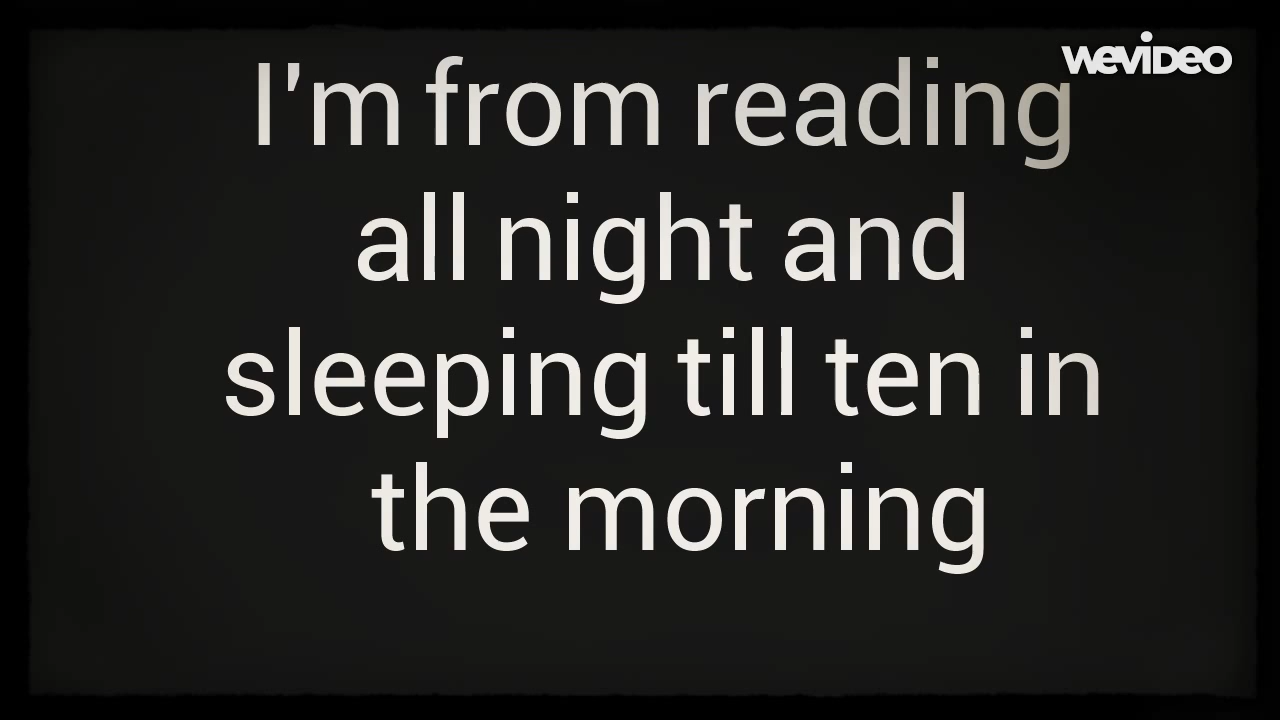 wevideo
I'm from reading
all night and
sleeping till ten in
the morning